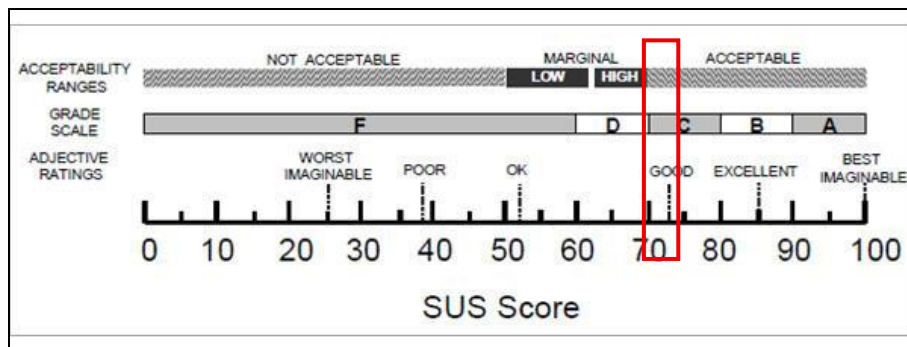 NOT ACCEPTABLE MARGINAL ACCEPTABLE
ACCEPTABILITY RANGES LOW HIGH
GRADE SCALE F D C B A
ADJECTIVE RATINGS WORST IMAGINABLE POOR OK GOOD EXCELLENT BEST IMAGINABLE
0 10 20 30 40 50 60 70 80 90 100
SUS Score